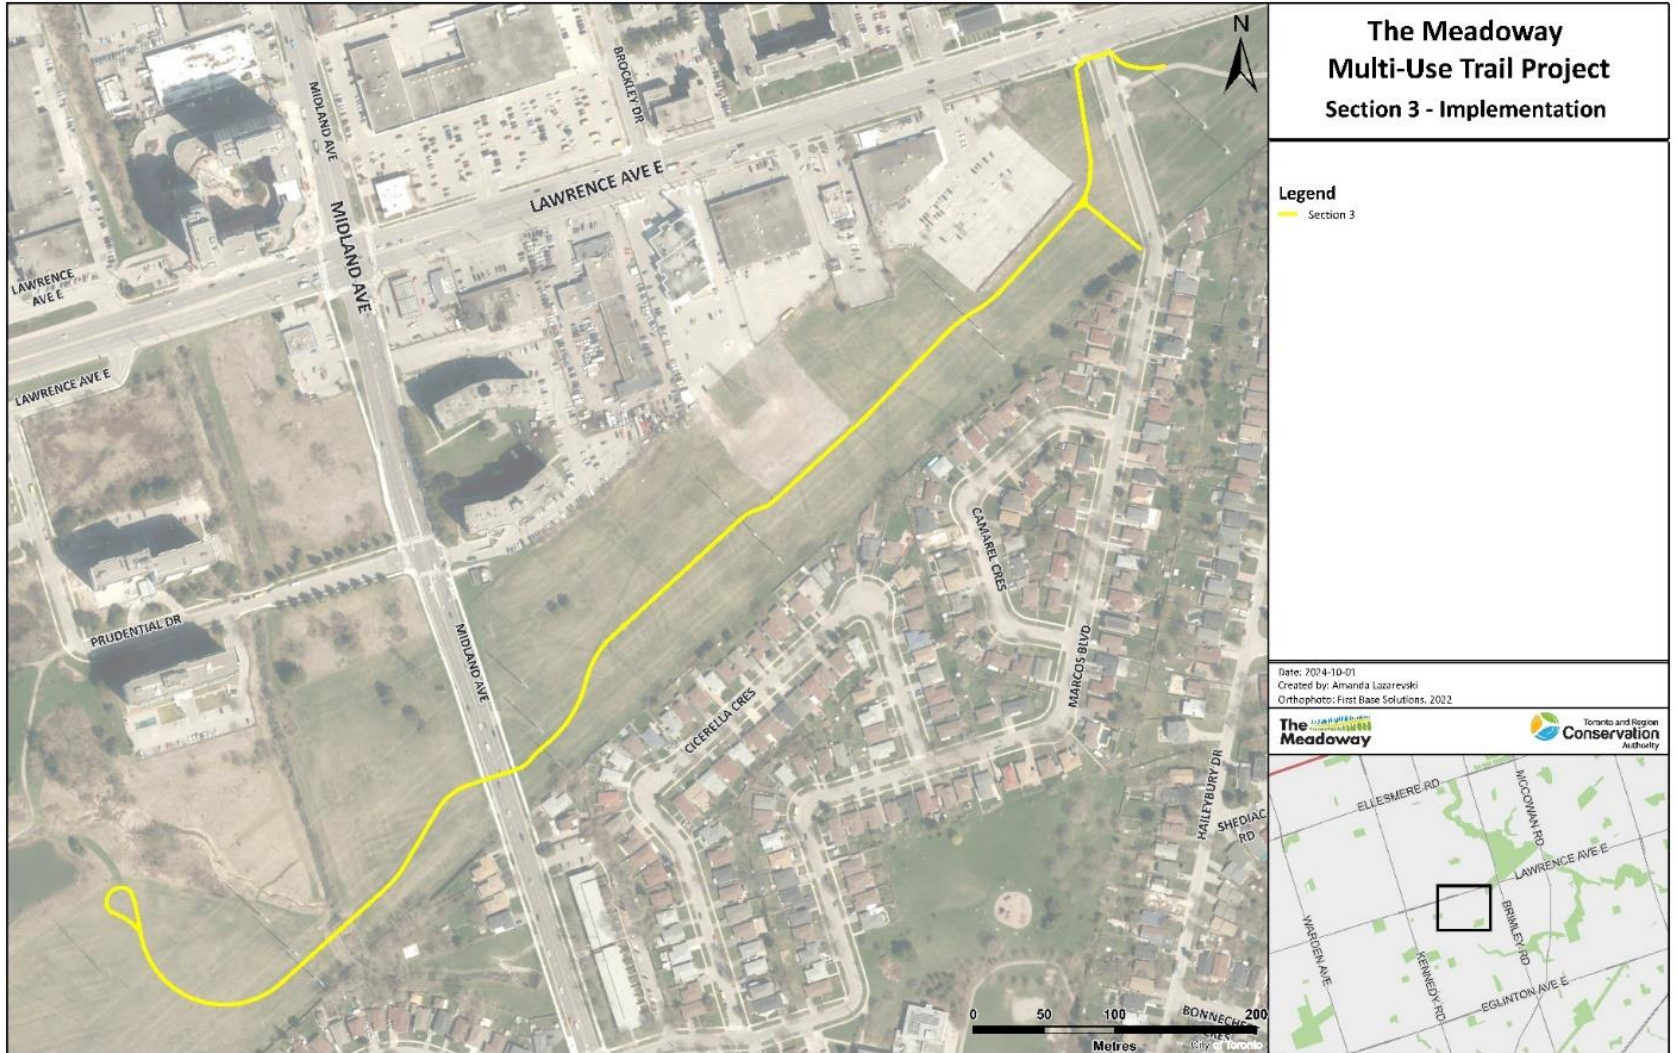 The Meadoway
Multi-Use Trail Project
Section 3 - Implementation
N
MIDLAND AVE
BROCKLEY DR
LAWRENCE AVE E
MIDLAND AVE
LAWRENCE
AVE E
LAWRENCE AVE E
PRUDENTIAL DR
MIDLAND AVE
CAMAREL CRES
CICERELLA CRES
MARCOS BLVD
HAILEYBURY DR
SHEDIAC
RD
0 50 100 200
Metres
City of Toronto
Legend
Section 3
Date: 2024-10-01
Created by: Amanda Lazarevski
Orthophoto: First Base Solutions, 2022
The
Meadoway
Toronto and Region
Conservation
Authority
ELLESMERE RD
MCCOWAN RD
LAWRENCE AVE E
WARDEN AVE
KENNEDY RD
BRIMLEY RD
EGLINTON AVE E